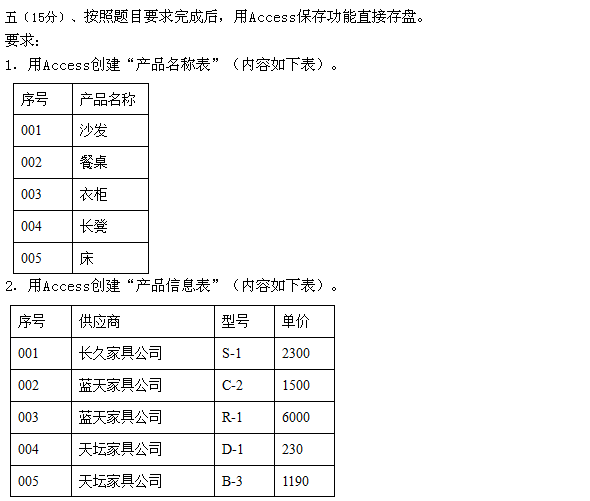 五（15分）、按照题目要求完成后，用Access保存功能直接存盘。
要求：
1. 用Access创建“产品名称表”（内容如下表）。
序号 产品名称
001 沙发
002 餐桌
003 衣柜
004 长凳
005 床
2. 用Access创建“产品信息表”（内容如下表）。
序号 供应商 型号 单价
001 长久家具公司 S-1 2300
002 蓝天家具公司 C-2 1500
003 蓝天家具公司 R-1 6000
004 天坛家具公司 D-1 230
005 天坛家具公司 B-3 1190